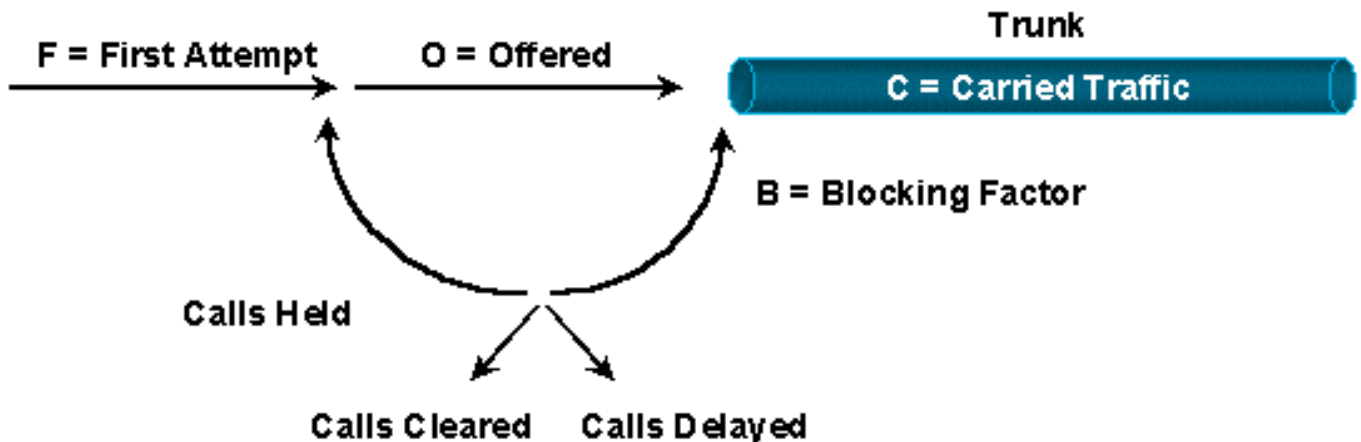 Trunk
F = First Attempt
O = Offered
C = Carried Traffic
B = Blocking Factor
Calls Held
Calls Cleared
Calls Delayed